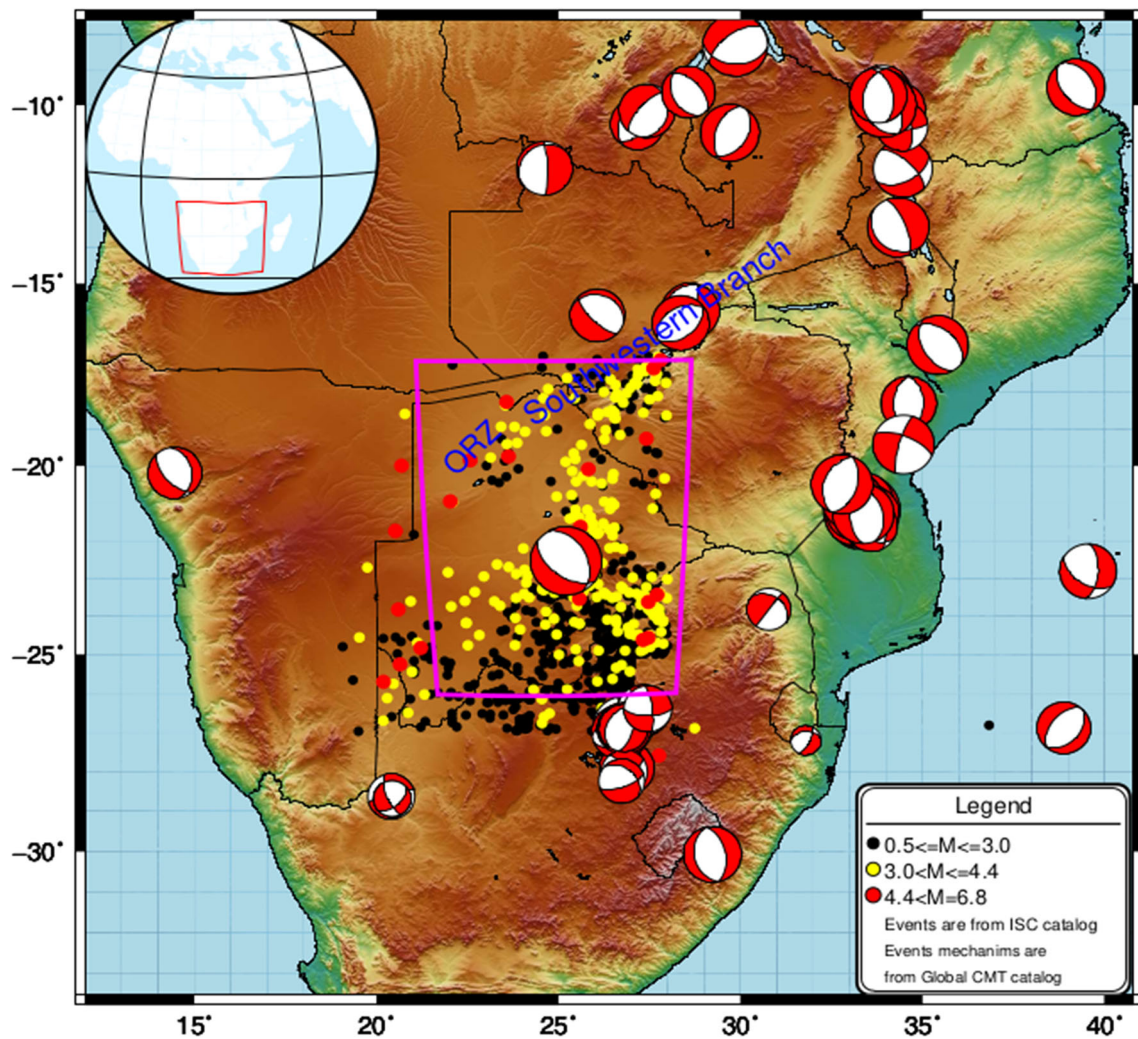 −10˚
−15˚
−20˚
−25˚
−30˚
ORZ
Southwestern Branch
Legend
0.5<=M<=3.0
3.0<M<=4.4
4.4<M=6.8
Events are from ISC catalog
Events mechanims are
from Global CMT catalog
15˚
20˚
25˚
30˚
35˚
40˚